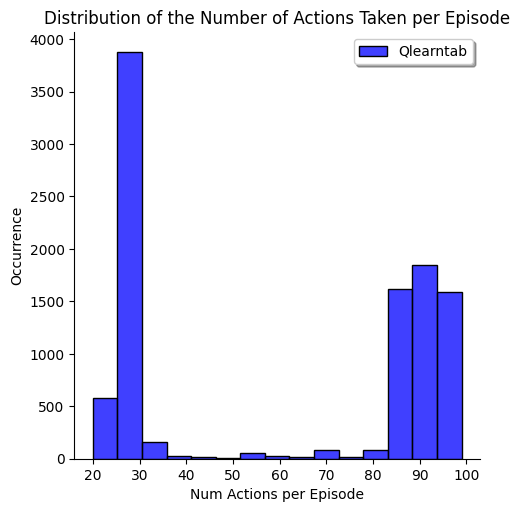 Distribution of the Number of Actions Taken per Episode
Qlearntab
4000
3500
3000
2500
2000
1500
1000
500
0
Occurrence
20 30 40 50 60 70 80 90 100
Num Actions per Episode